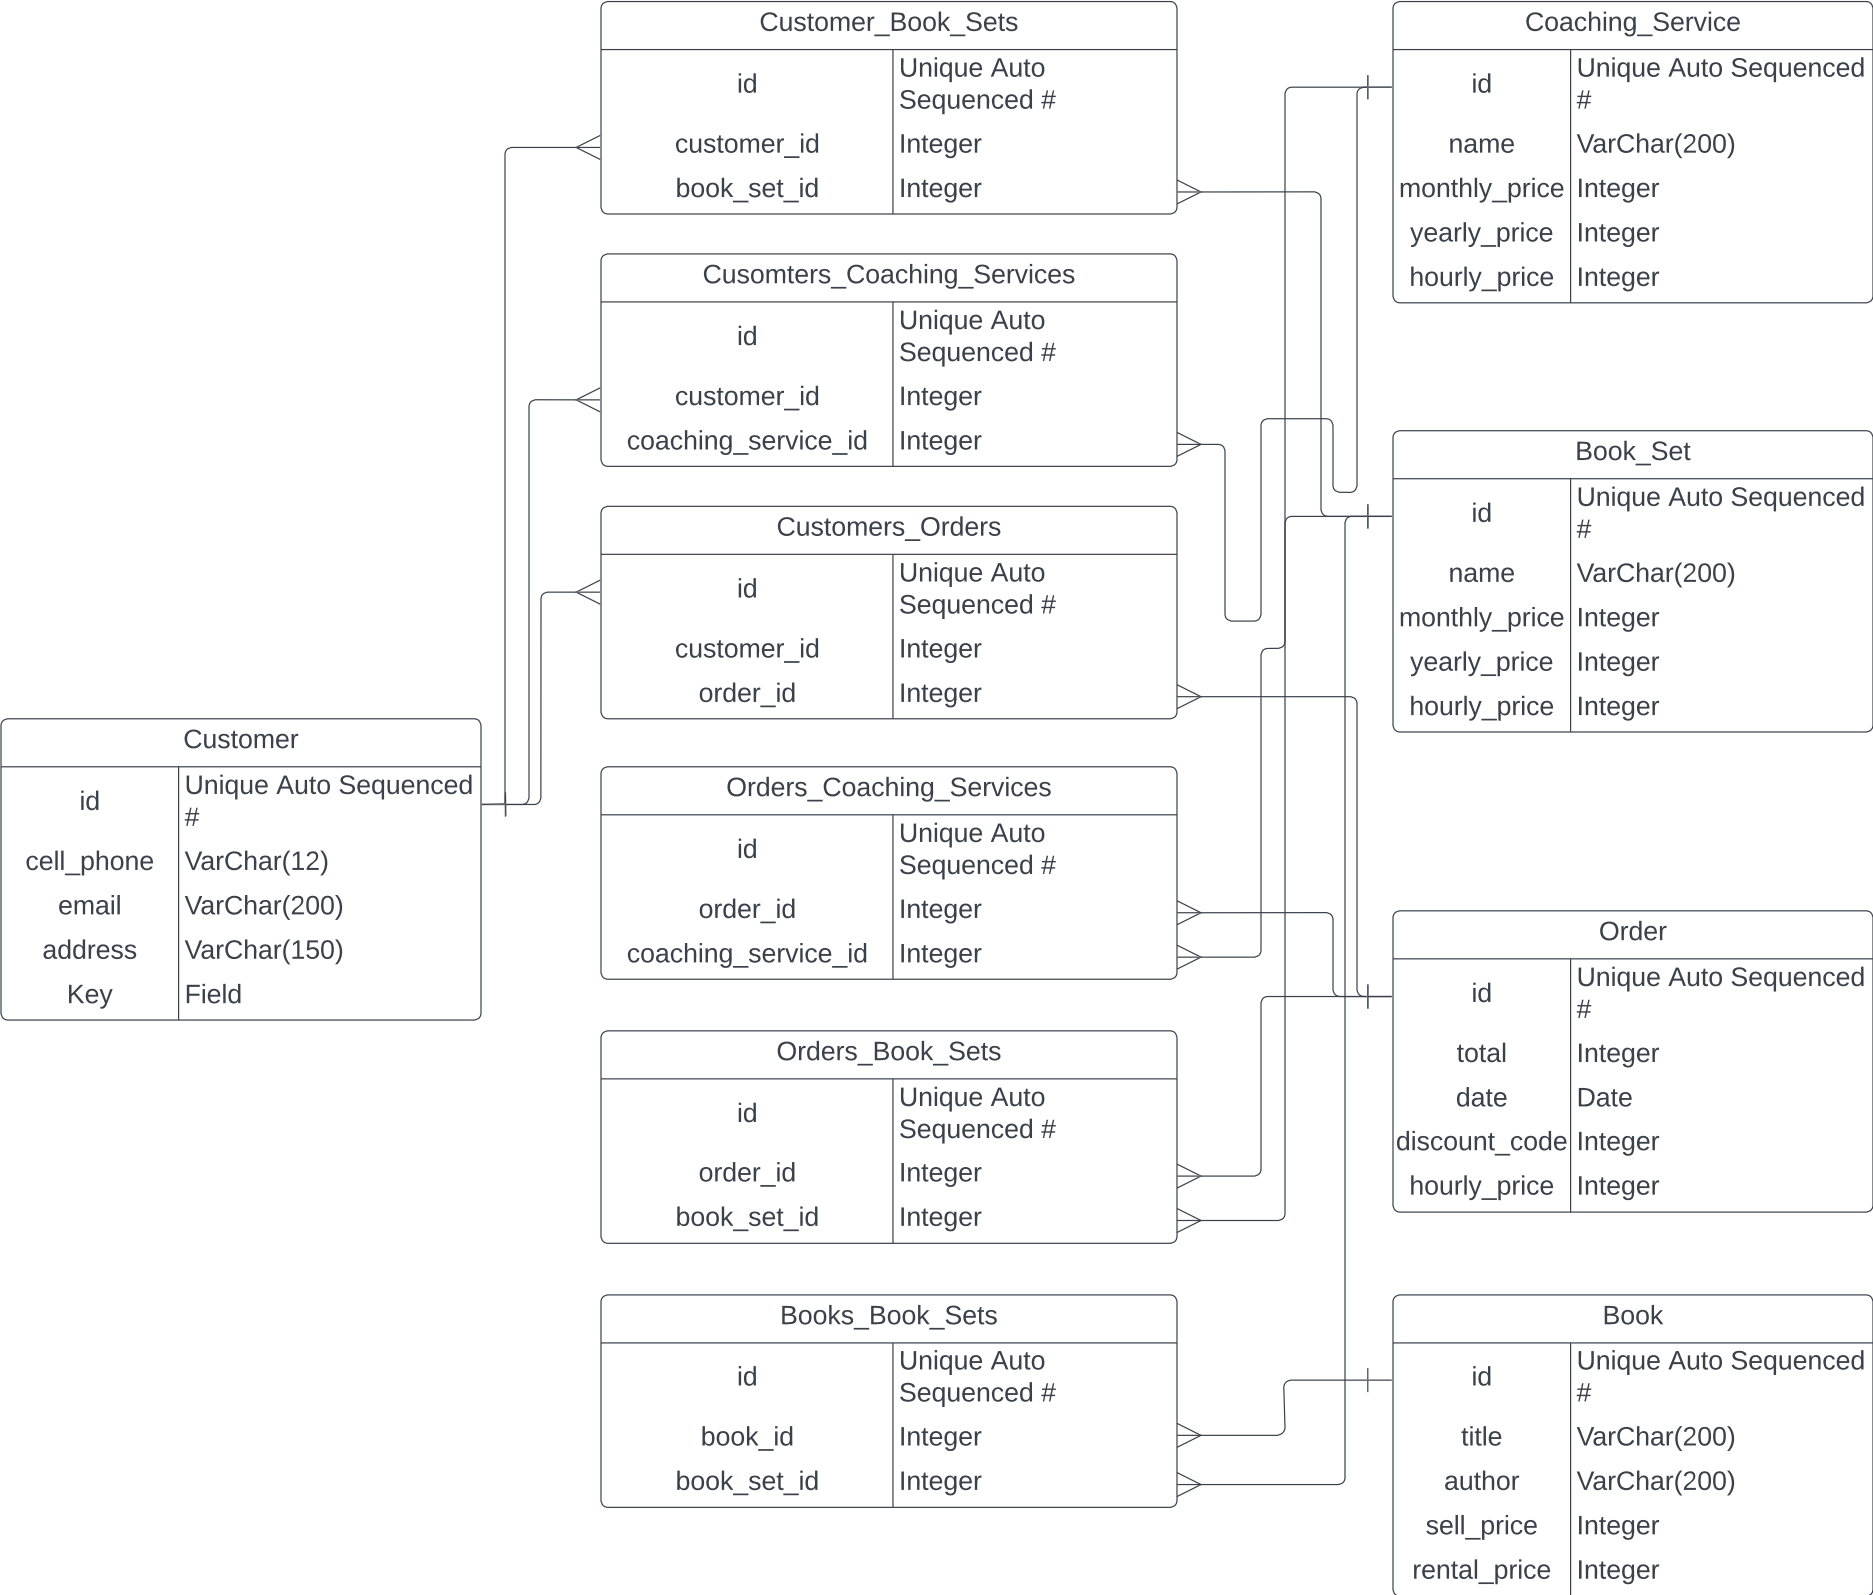 Customer_Book_Sets
id Unique Auto
Sequenced #
customer_id Integer
book_set_id Integer
Cusomters_Coaching_Services
id Unique Auto
Sequenced #
customer_id Integer
coaching_service_id Integer
Customers_Orders
id Unique Auto
Sequenced #
customer_id Integer
order_id Integer
Customer
id Unique Auto Sequenced
#
cell_phone VarChar(12)
email VarChar(200)
address VarChar(150)
Key Field
Orders_Coaching_Services
id Unique Auto
Sequenced #
order_id Integer
coaching_service_id Integer
Orders_Book_Sets
id Unique Auto
Sequenced #
order_id Integer
book_set_id Integer
Books_Book_Sets
id Unique Auto
Sequenced #
book_id Integer
book_set_id Integer
Coaching_Service
id Unique Auto Sequenced
#
name VarChar(200)
monthly_price Integer
yearly_price Integer
hourly_price Integer
Book_Set
id Unique Auto Sequenced
#
name VarChar(200)
monthly_price Integer
yearly_price Integer
hourly_price Integer
Order
id Unique Auto Sequenced
#
total Integer
date Date
discount_code Integer
hourly_price Integer
Book
id Unique Auto Sequenced
#
title VarChar(200)
author VarChar(200)
sell_price Integer
rental_price Integer